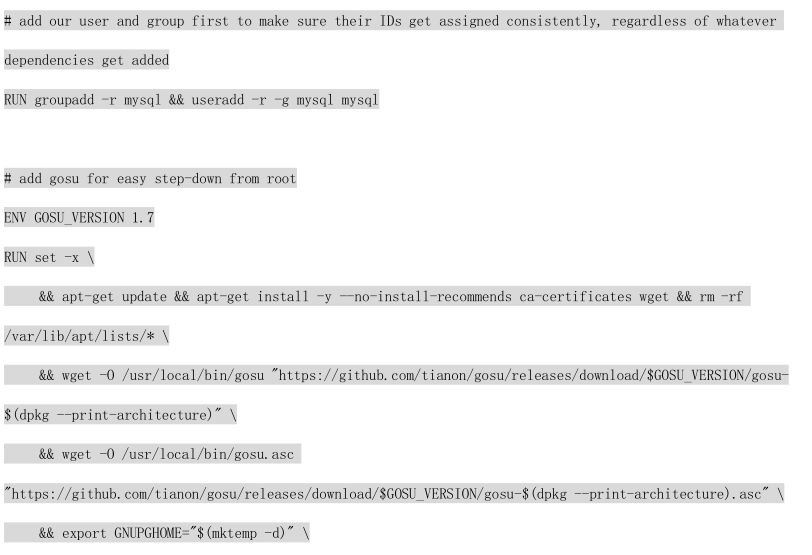 # add our user and group first to make sure their IDs get assigned consistently, regardless of whatever
dependencies get added
RUN groupadd -r mysql && useradd -r -g mysql mysql
# add gosu for easy step-down from root
ENV GOSU_VERSION 1.7
RUN set -x \
&& apt-get update && apt-get install -y --no-install-recommends ca-certificates wget && rm -rf
/var/lib/apt/lists/* \
&& wget -O /usr/local/bin/gosu "https://github.com/tianon/gosu/releases/download/$GOSU_VERSION/gosu-
$(dpkg --print-architecture)" \
&& wget -O /usr/local/bin/gosu.asc
"https://github.com/tianon/gosu/releases/download/$GOSU_VERSION/gosu-$(dpkg --print-architecture).asc" \
&& export GNUPGHOME="$(mktemp -d)" \